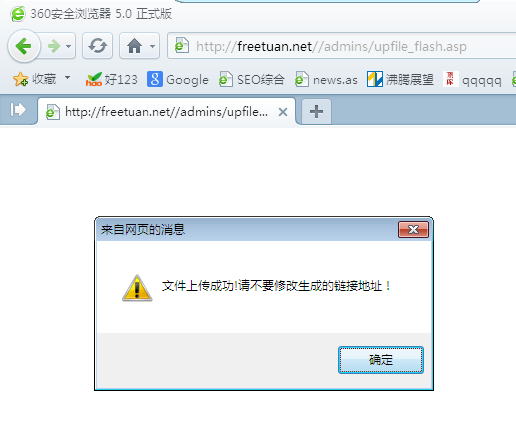 360安全浏览器 5.0 正式版
http://freetuan.net//admins/upfile_flash.asp
收藏 好123 Google SEO综合 news.as 沸腾展望 qqqqq
http://freetuan.net//admins/upfile...
来自网页的消息
文件上传成功!请不要修改生成的链接地址！
确定